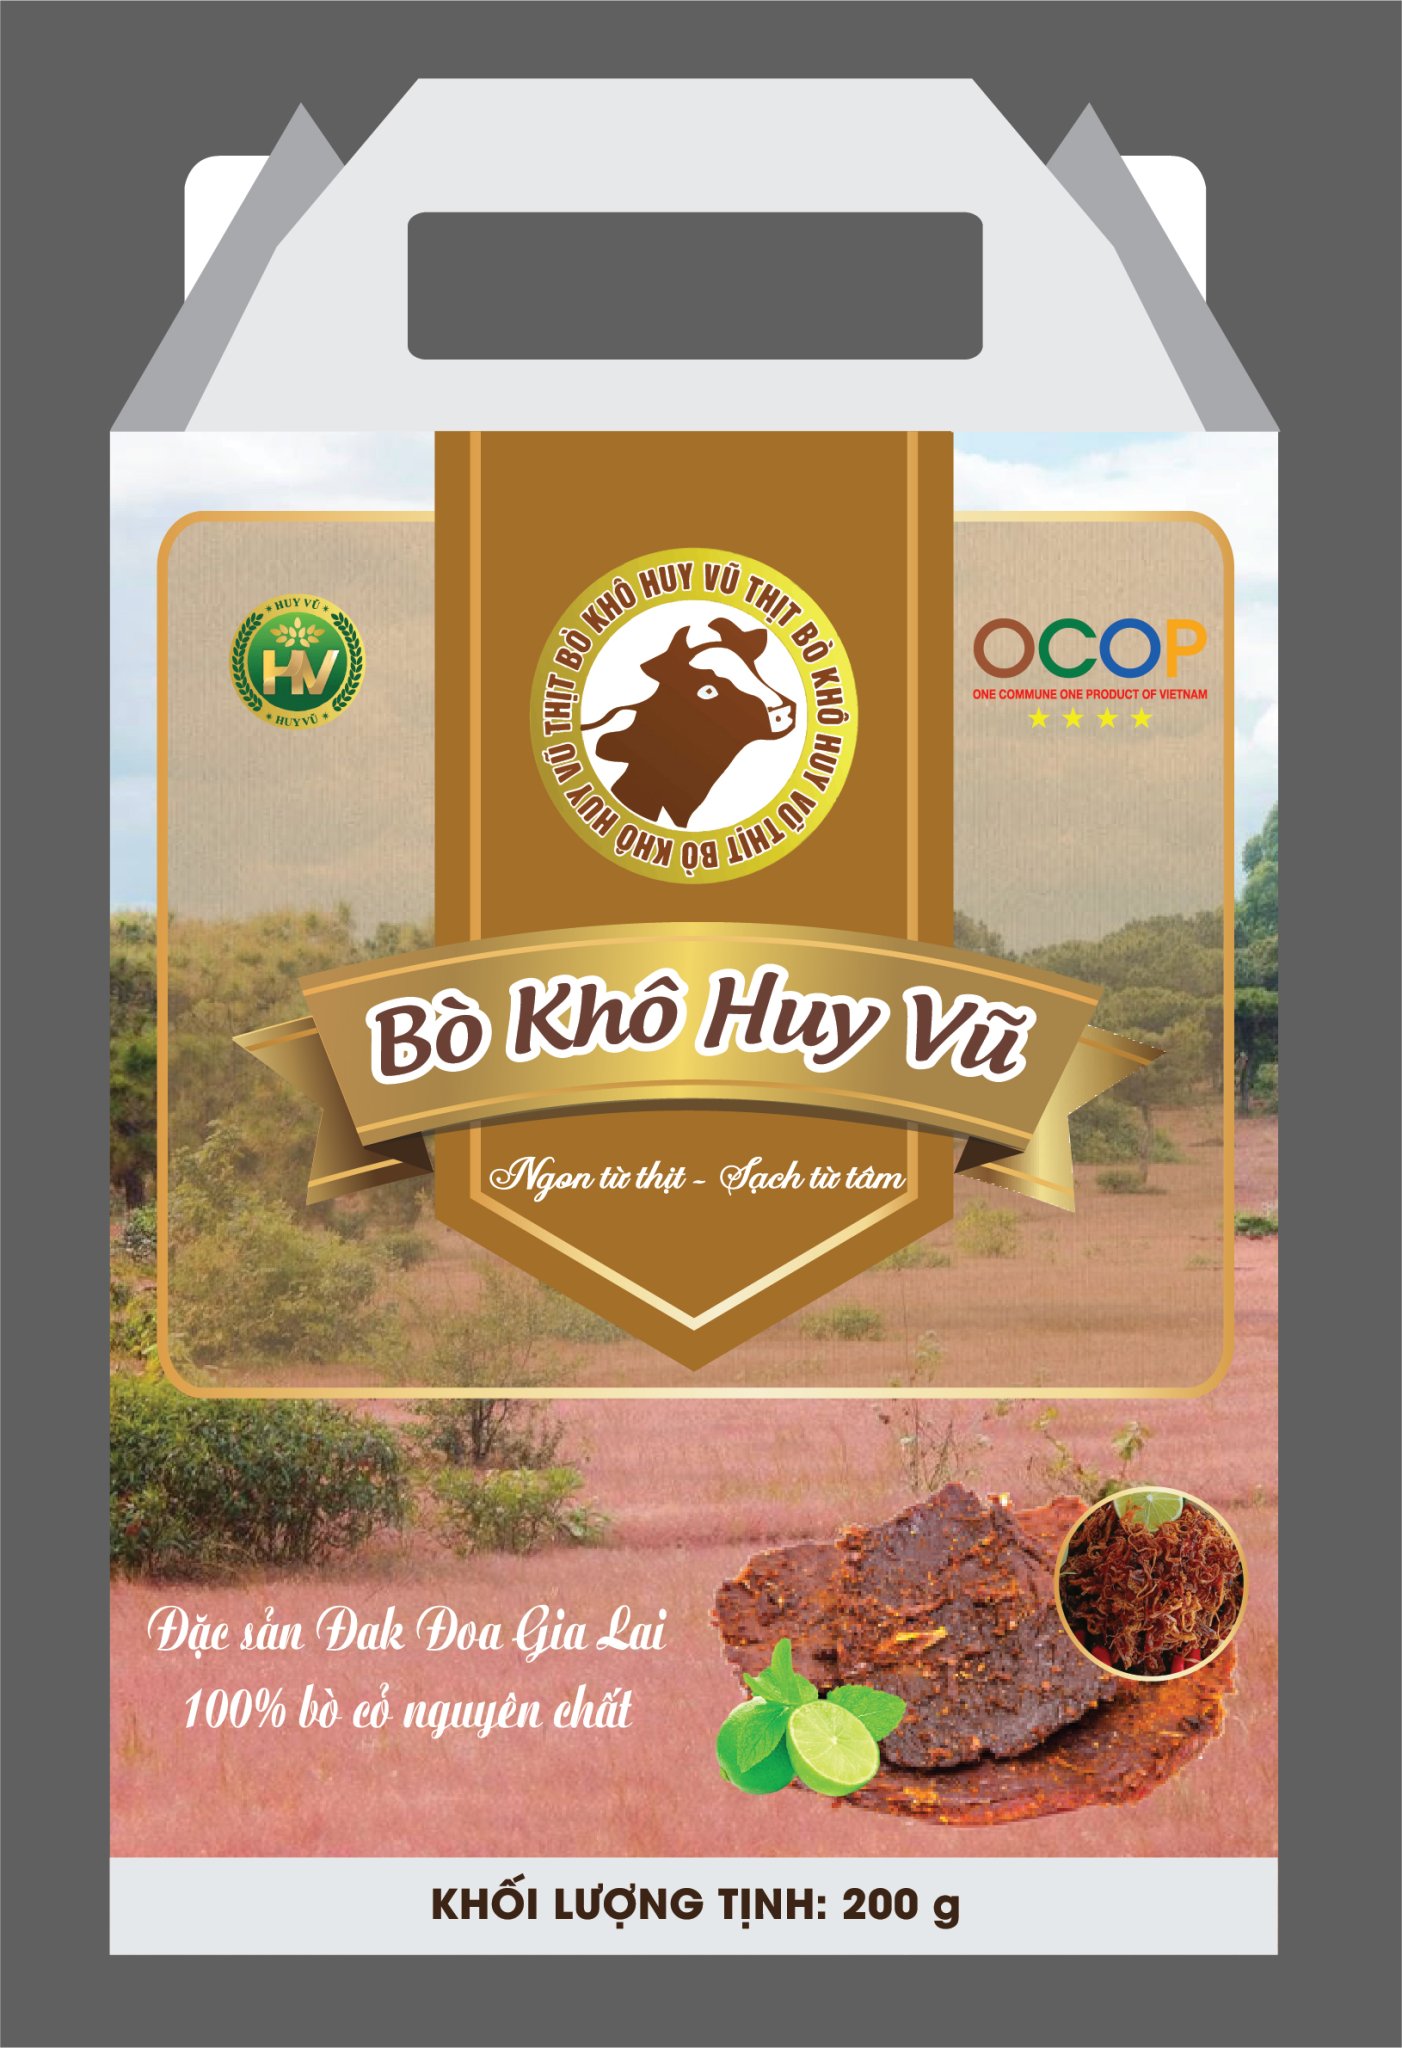 HUY VŨ
HV
HUY VŨ
THỊT BÒ KHÔ HUY VŨ THỊT BÒ KHÔ HUY VŨ THỊT BÒ KHÔ HUY VŨ
OCOP
ONE COMMUNE ONE PRODUCT OF VIETNAM
Bò Khô Huy Vũ
Ngon từ thịt - Sạch từ tâm
Đặc sản Đak Đoa Gia Lai
100% bò cỏ nguyên chất
KHỐI LƯỢNG TỊNH: 200 g